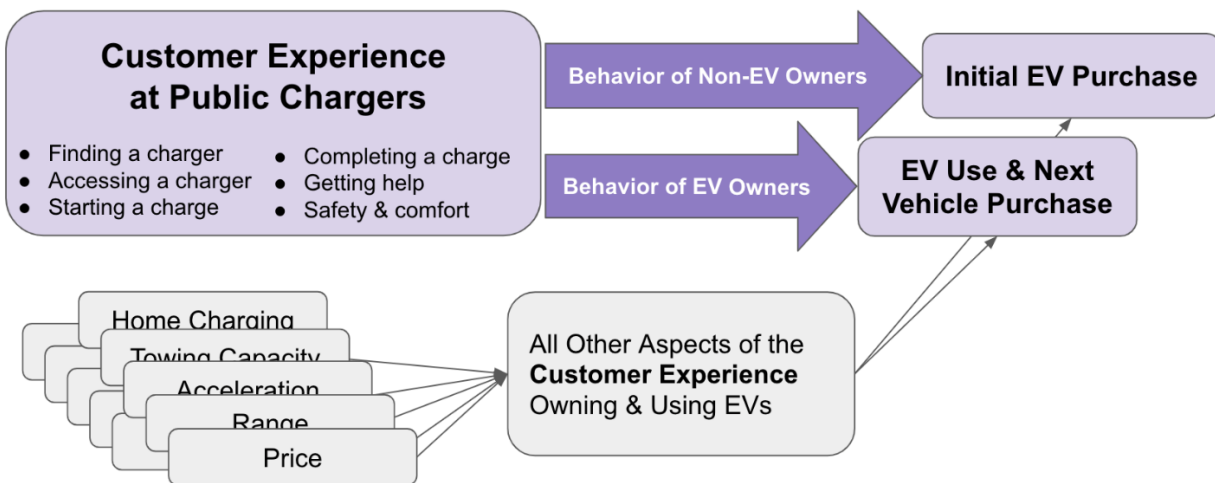 Customer Experience
at Public Chargers
● Finding a charger
● Accessing a charger
● Starting a charge
● Completing a charge
● Getting help
● Safety & comfort
Behavior of Non-EV Owners
Initial EV Purchase
Behavior of EV Owners
EV Use & Next
Vehicle Purchase
Home Charging
Towing Capacity
Acceleration
Range
Price
All Other Aspects of the
Customer Experience
Owning & Using EVs